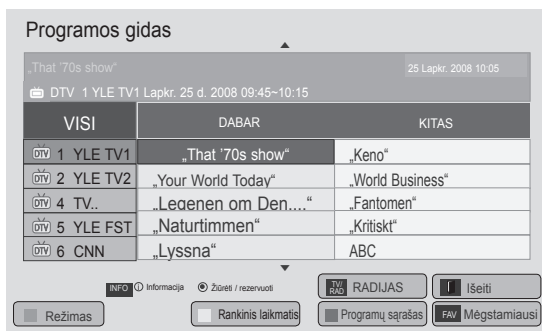 Programos gidas
„That ’70s show“ 25 Lapkr. 2008 10:05
DTV 1 YLE TV1 Lapkr. 25 d. 2008 09:45~10:15
VISI DABAR KITAS
DTV 1 YLE TV1 „That ’70s show“ „Keno“
DTV 2 YLE TV2 „Your World Today“ „World Business“
DTV 4 TV.. „Legenen om Den....“ „Fantomen“
DTV 5 YLE FST „Naturtimmen“ „Kritiskt“
DTV 6 CNN „Lyssna“ ABC
INFO ⓘ Informacija Žiūrėti / rezervuoti TV/RAD RADIJAS Išeiti
Režimas Rankinis laikmatis Programų sąrašas FAV Mėgstamiausi